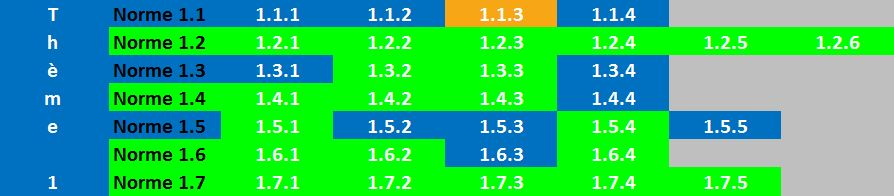 T Norme 1.1 1.1.1 1.1.2 1.1.3 1.1.4
h Norme 1.2 1.2.1 1.2.2 1.2.3 1.2.4 1.2.5 1.2.6
è Norme 1.3 1.3.1 1.3.2 1.3.3 1.3.4
m Norme 1.4 1.4.1 1.4.2 1.4.3 1.4.4
e Norme 1.5 1.5.1 1.5.2 1.5.3 1.5.4 1.5.5
Norme 1.6 1.6.1 1.6.2 1.6.3 1.6.4
1 Norme 1.7 1.7.1 1.7.2 1.7.3 1.7.4 1.7.5